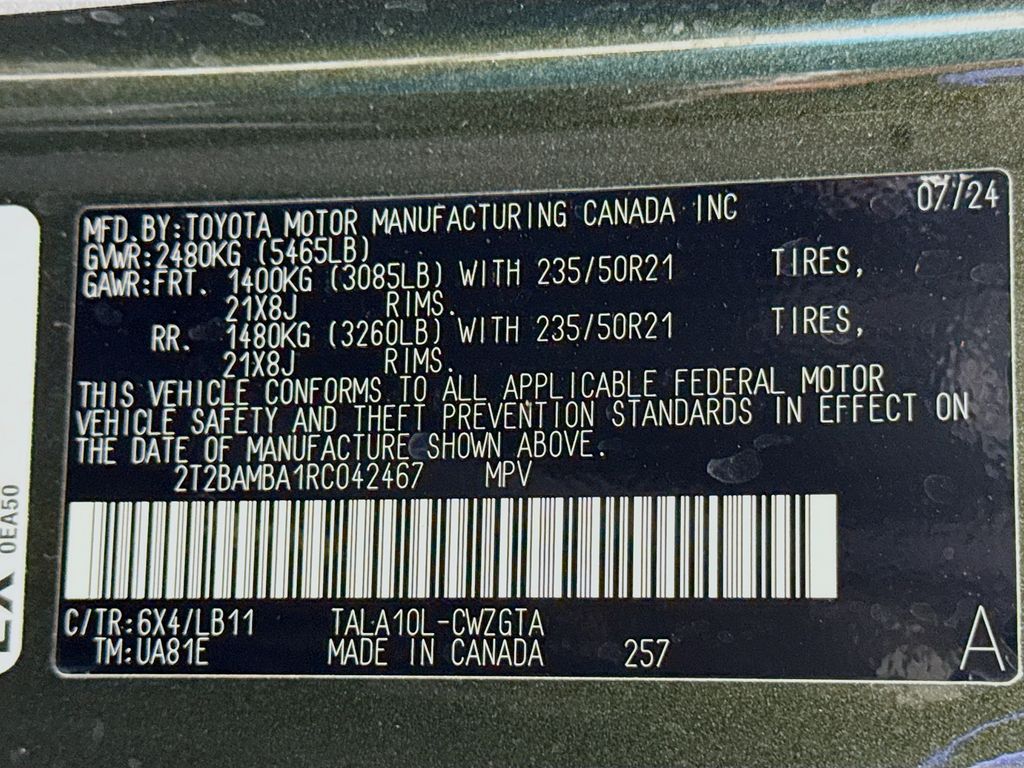 07/24
MFD.BY:TOYOTA MOTOR MANUFACTURING CANADA INC
GVWR:2480KG (5465LB)
GAWR:FRT. 1400KG (3085LB) WITH 235/50R21 TIRES,
21X8J RIMS.
RR. 1480KG (3260LB) WITH 235/50R21 TIRES,
21X8J RIMS.
THIS VEHICLE CONFORMS TO ALL APPLICABLE FEDERAL MOTOR
VEHICLE SAFETY AND THEFT PREVENTION STANDARDS IN EFFECT ON
THE DATE OF MANUFACTURE SHOWN ABOVE.
2T2BAMBA1RC042467 MPV
C/TR:6X4/LB11 TALA10L-CWZGTA
TM:UA81E MADE IN CANADA 257 A
0EA50